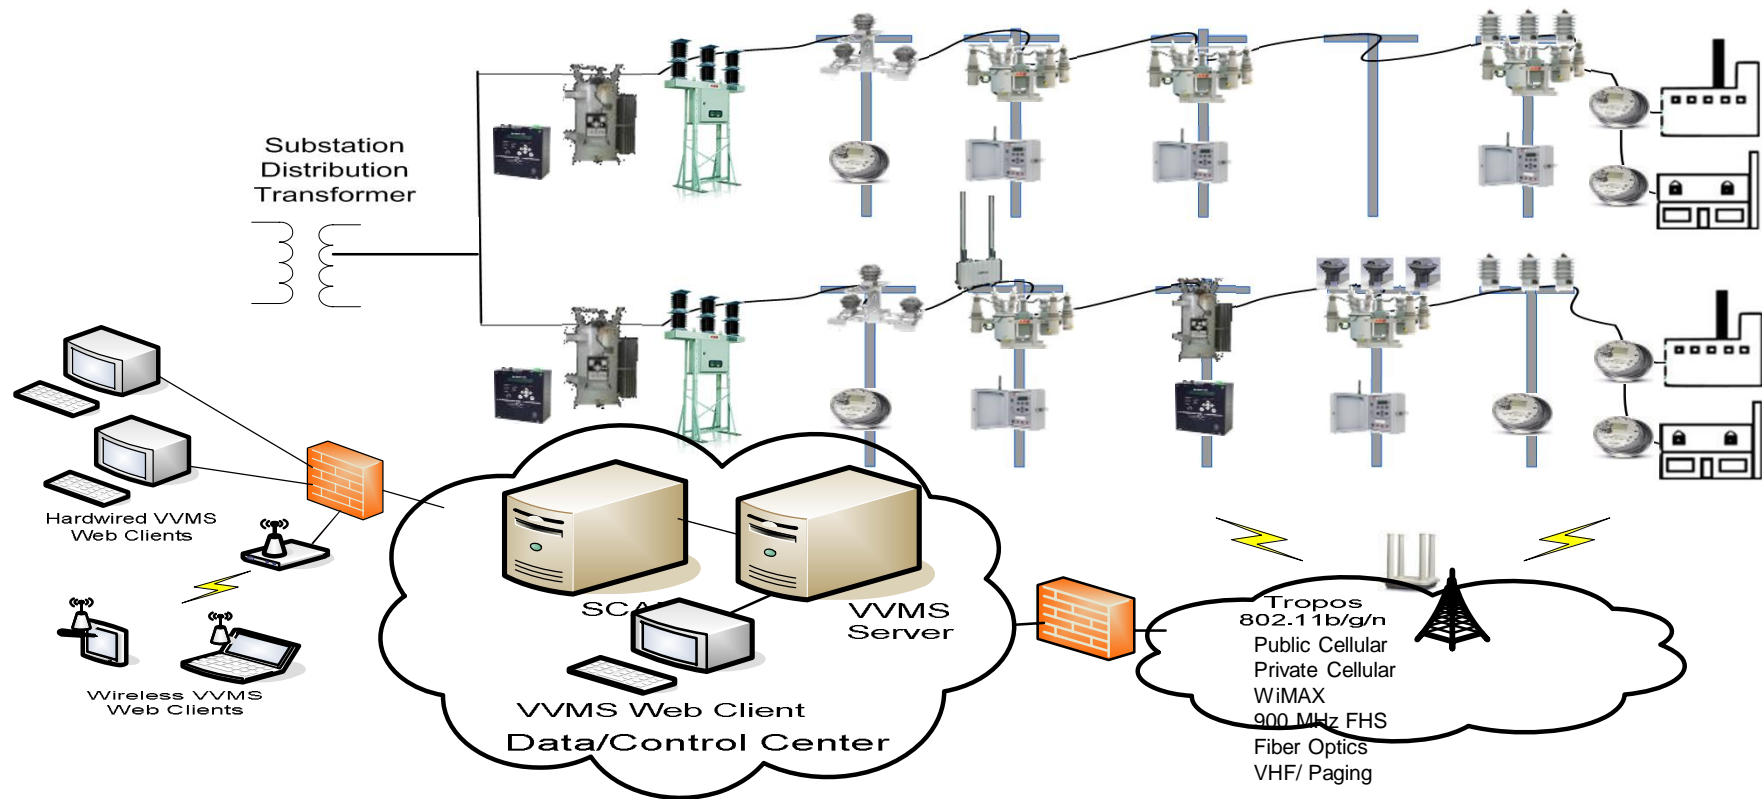 Substation
Distribution
Transformer
Hardwired VVMS
Web Clients
Wireless VVMS
Web Clients
VVMS
Server
VVMS Web Client
Data/Control Center
Tropos
802.11b/g/n
Public Cellular
Private Cellular
WiMAX
900 MHz FHS
Fiber Optics
VHF/ Paging